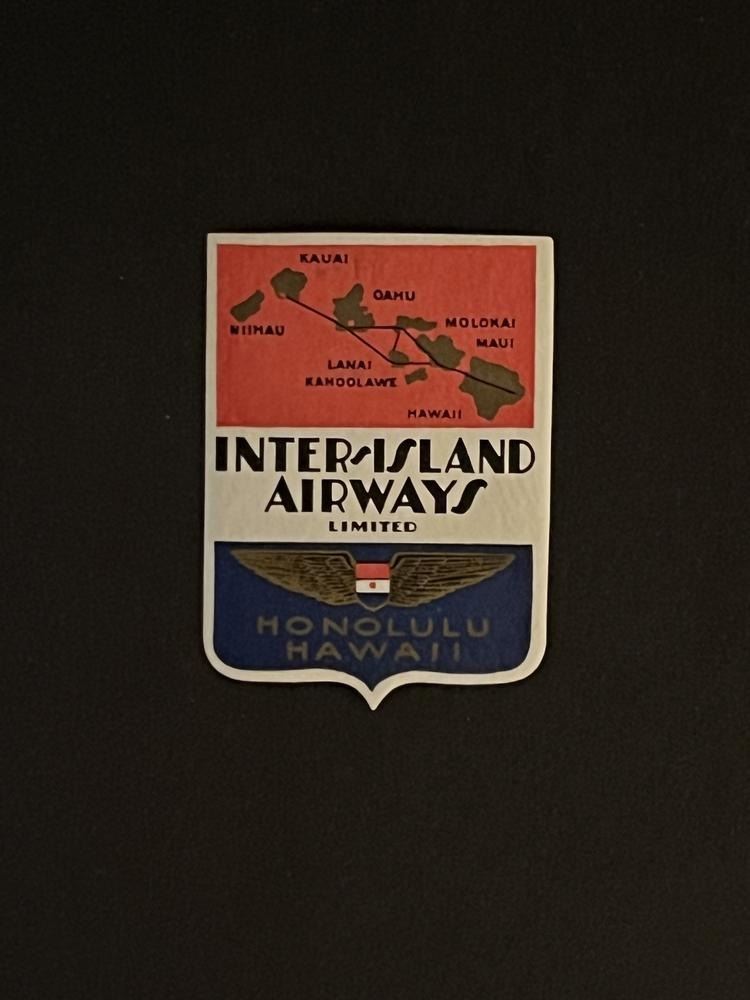 KAUAI
OAHU
NIIHAU
MOLOKAI
MAUI
LANAI
KAHOOLAWE
HAWAII
INTER-ISLAND
AIRWAYS
LIMITED
HONOLULU
HAWAII